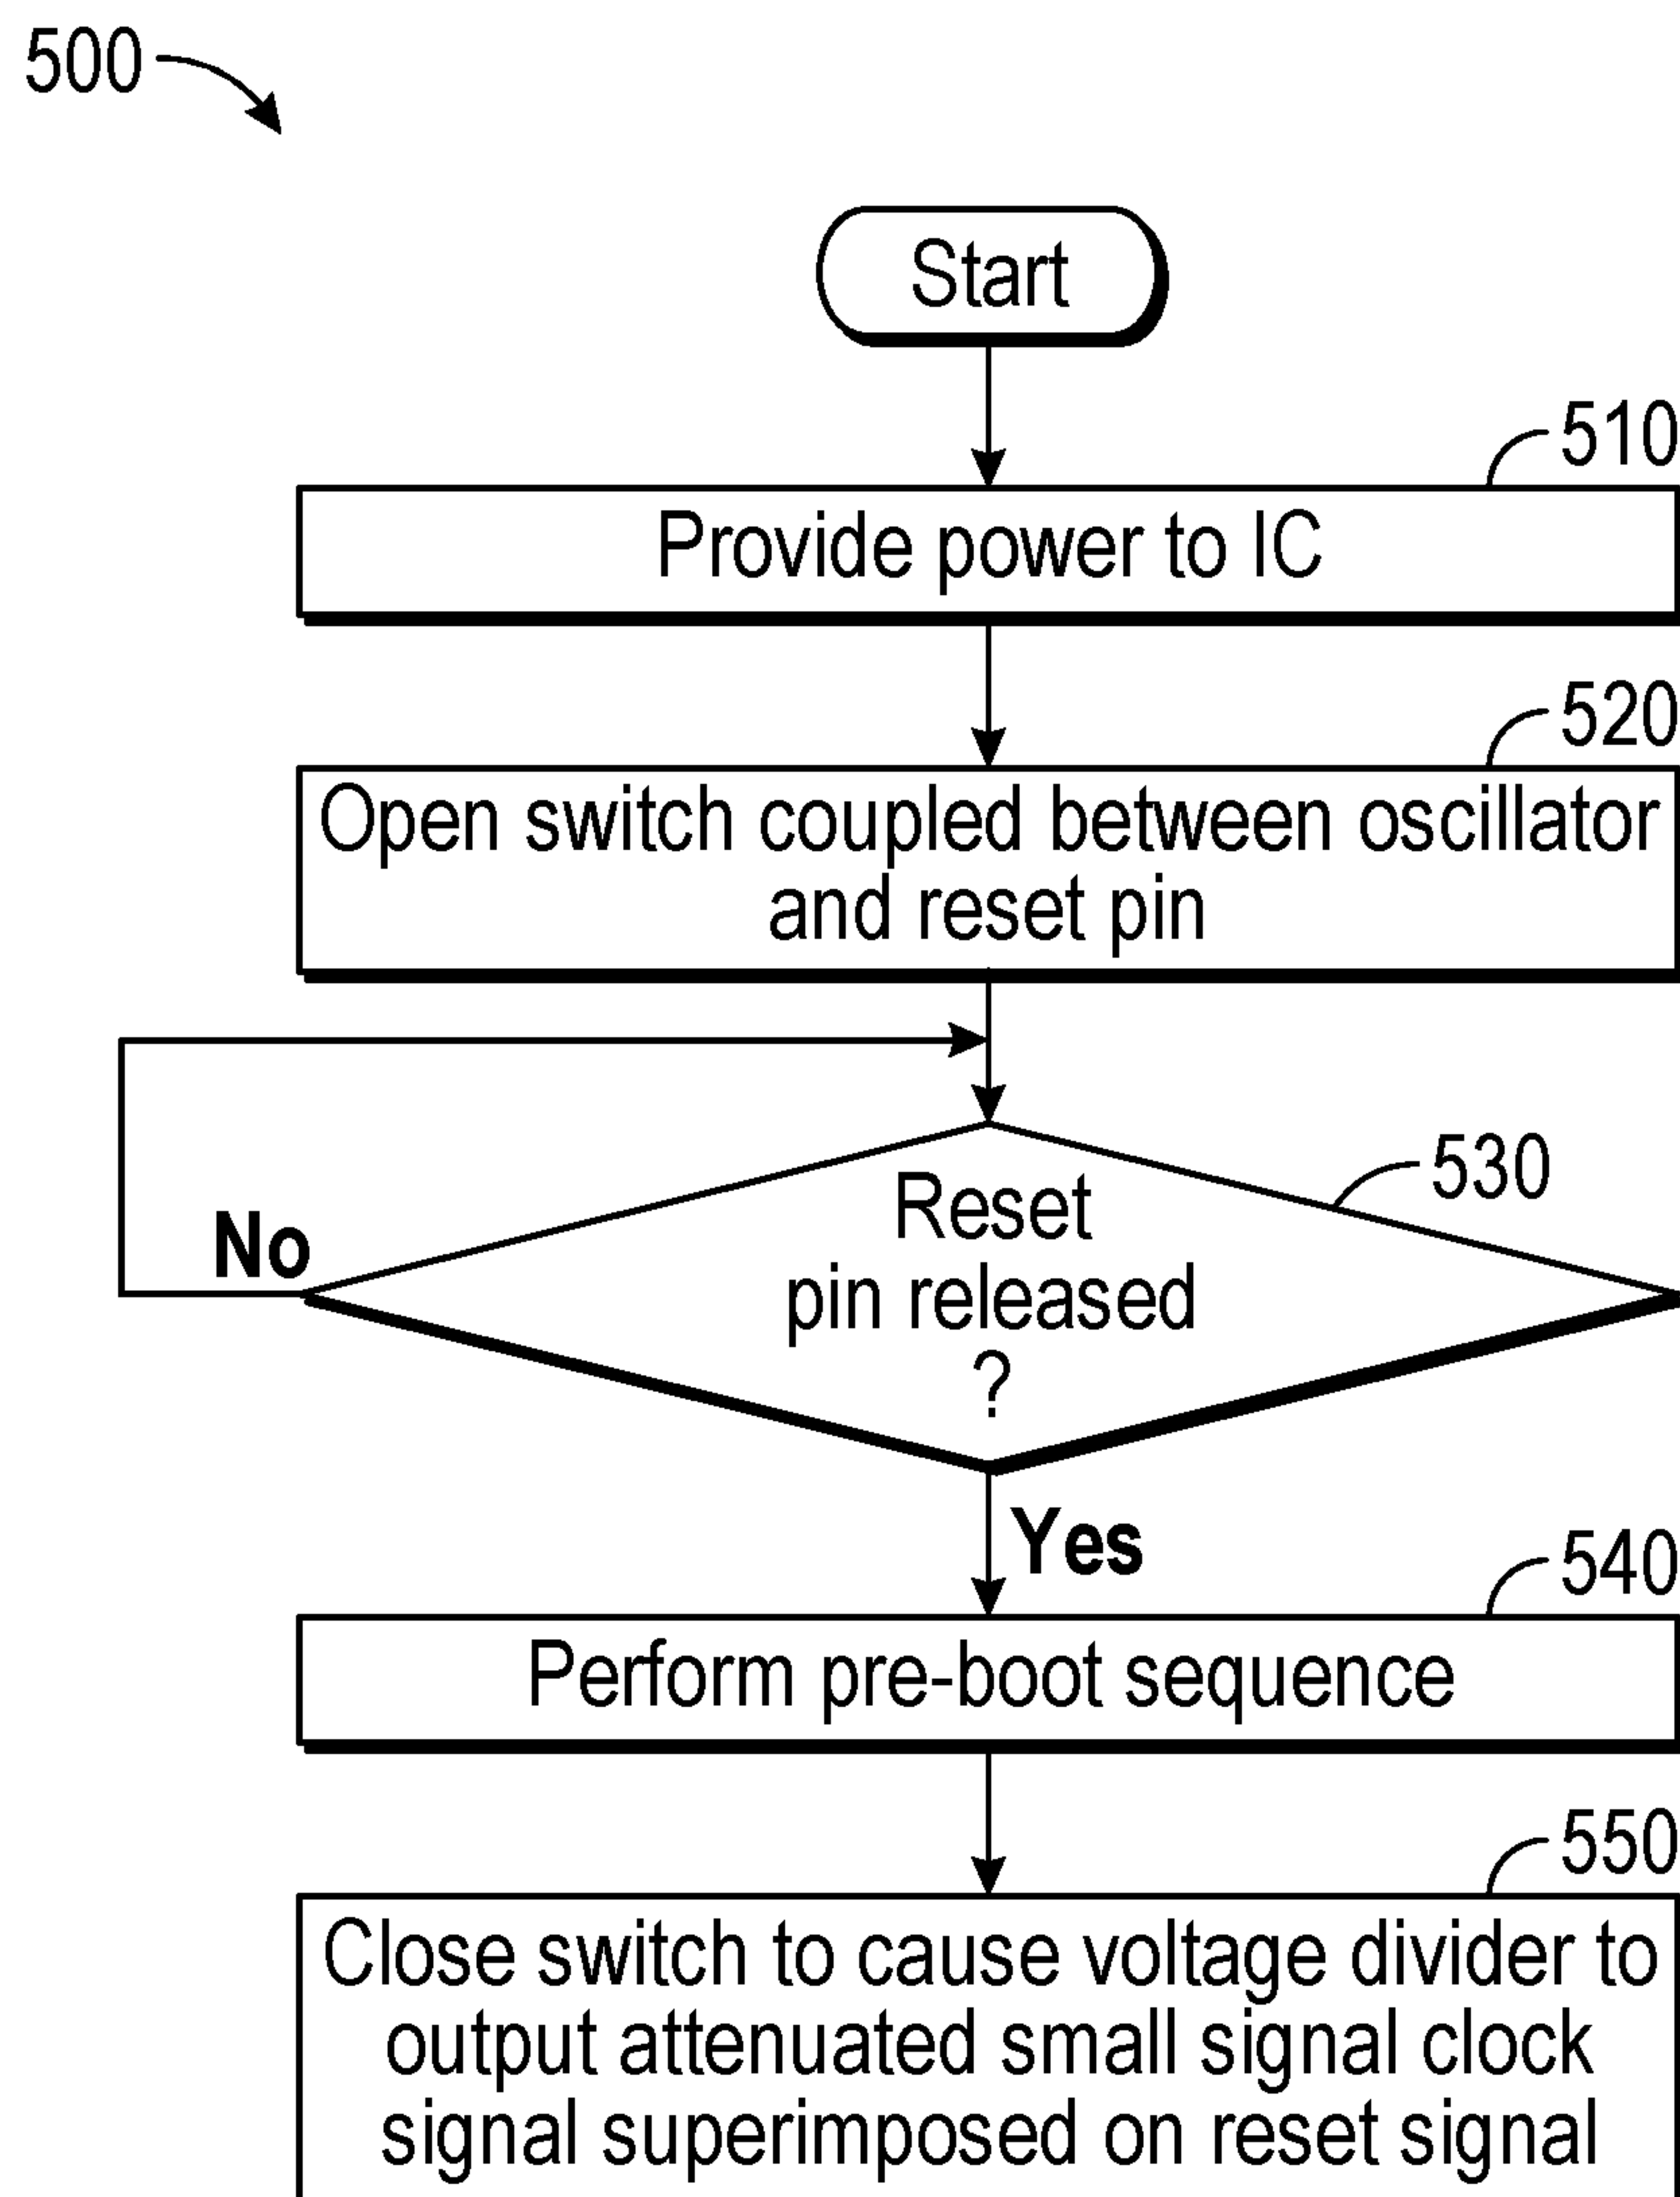 500
Start
510
Provide power to IC
520
Open switch coupled between oscillator
and reset pin
530
Reset
pin released
?
No
Yes
540
Perform pre-boot sequence
550
Close switch to cause voltage divider to
output attenuated small signal clock
signal superimposed on reset signal